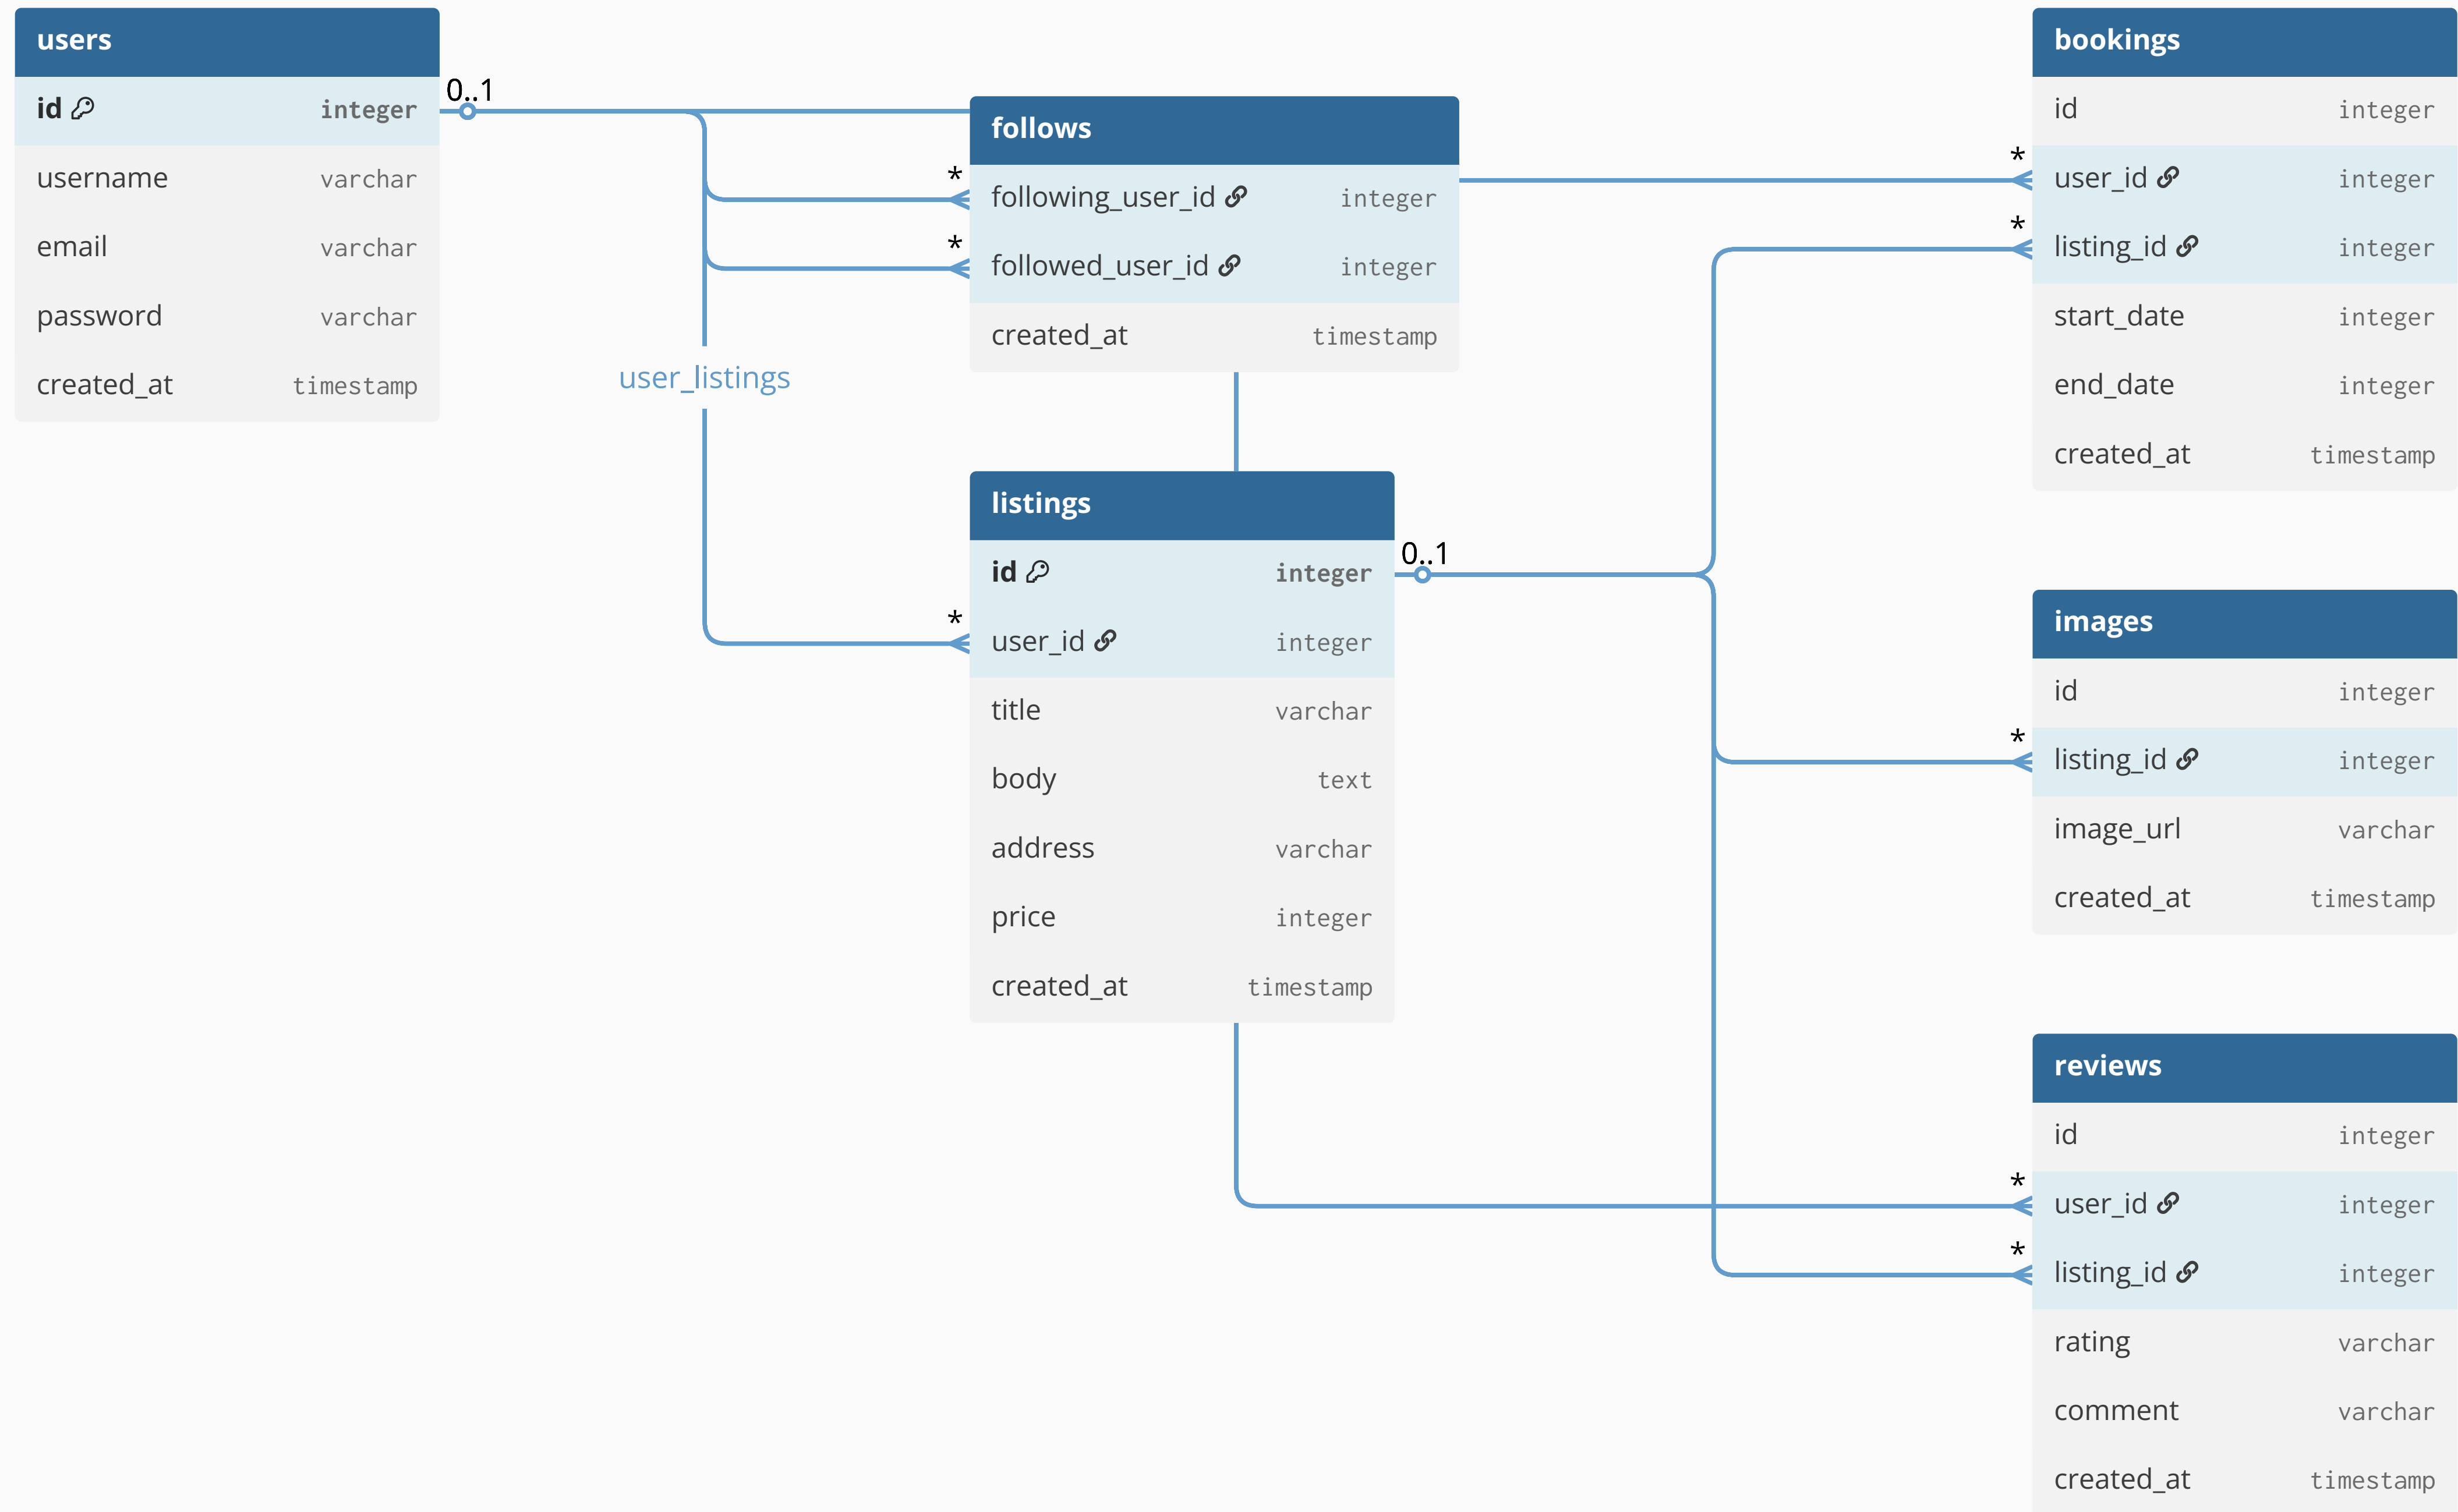 users
id integer
username varchar
email varchar
password varchar
created_at timestamp
0..1
user_listings
follows
* following_user_id integer
* followed_user_id integer
created_at timestamp
listings
id integer
0..1
* user_id integer
title varchar
body text
address varchar
price integer
created_at timestamp
bookings
id integer
* user_id integer
* listing_id integer
start_date integer
end_date integer
created_at timestamp
images
id integer
* listing_id integer
image_url varchar
created_at timestamp
reviews
id integer
* user_id integer
* listing_id integer
rating varchar
comment varchar
created_at timestamp